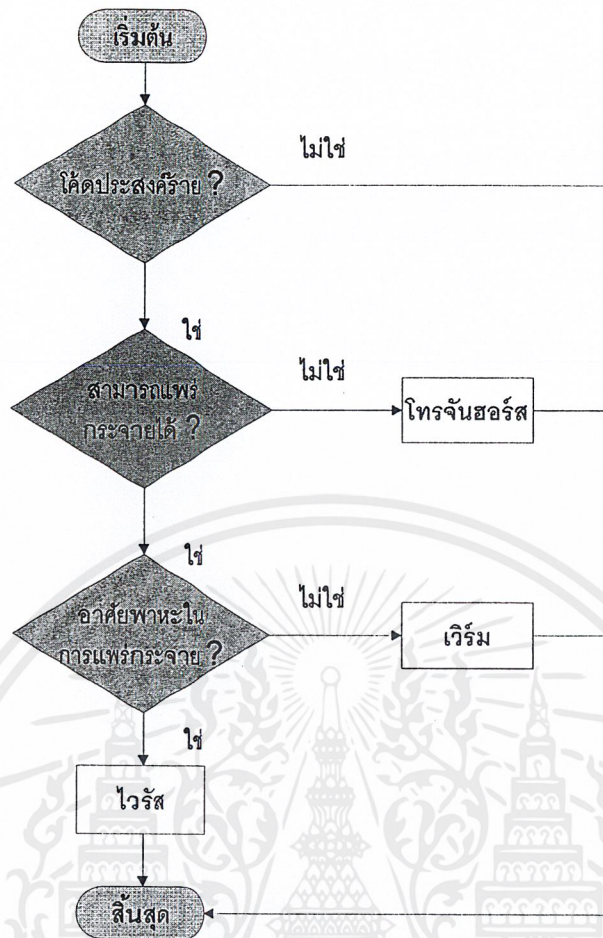 เริ่มต้น
ไม่ใช่
โค้ดประสงค์ร้าย ?
ใช่
ไม่ใช่
สามารถแพร่
กระจายได้ ?
โทรจันฮอร์ส
ใช่
ไม่ใช่
อาศัยพาหะใน
การแพร่กระจาย ?
เวิร์ม
ใช่
ไวรัส
สิ้นสุด